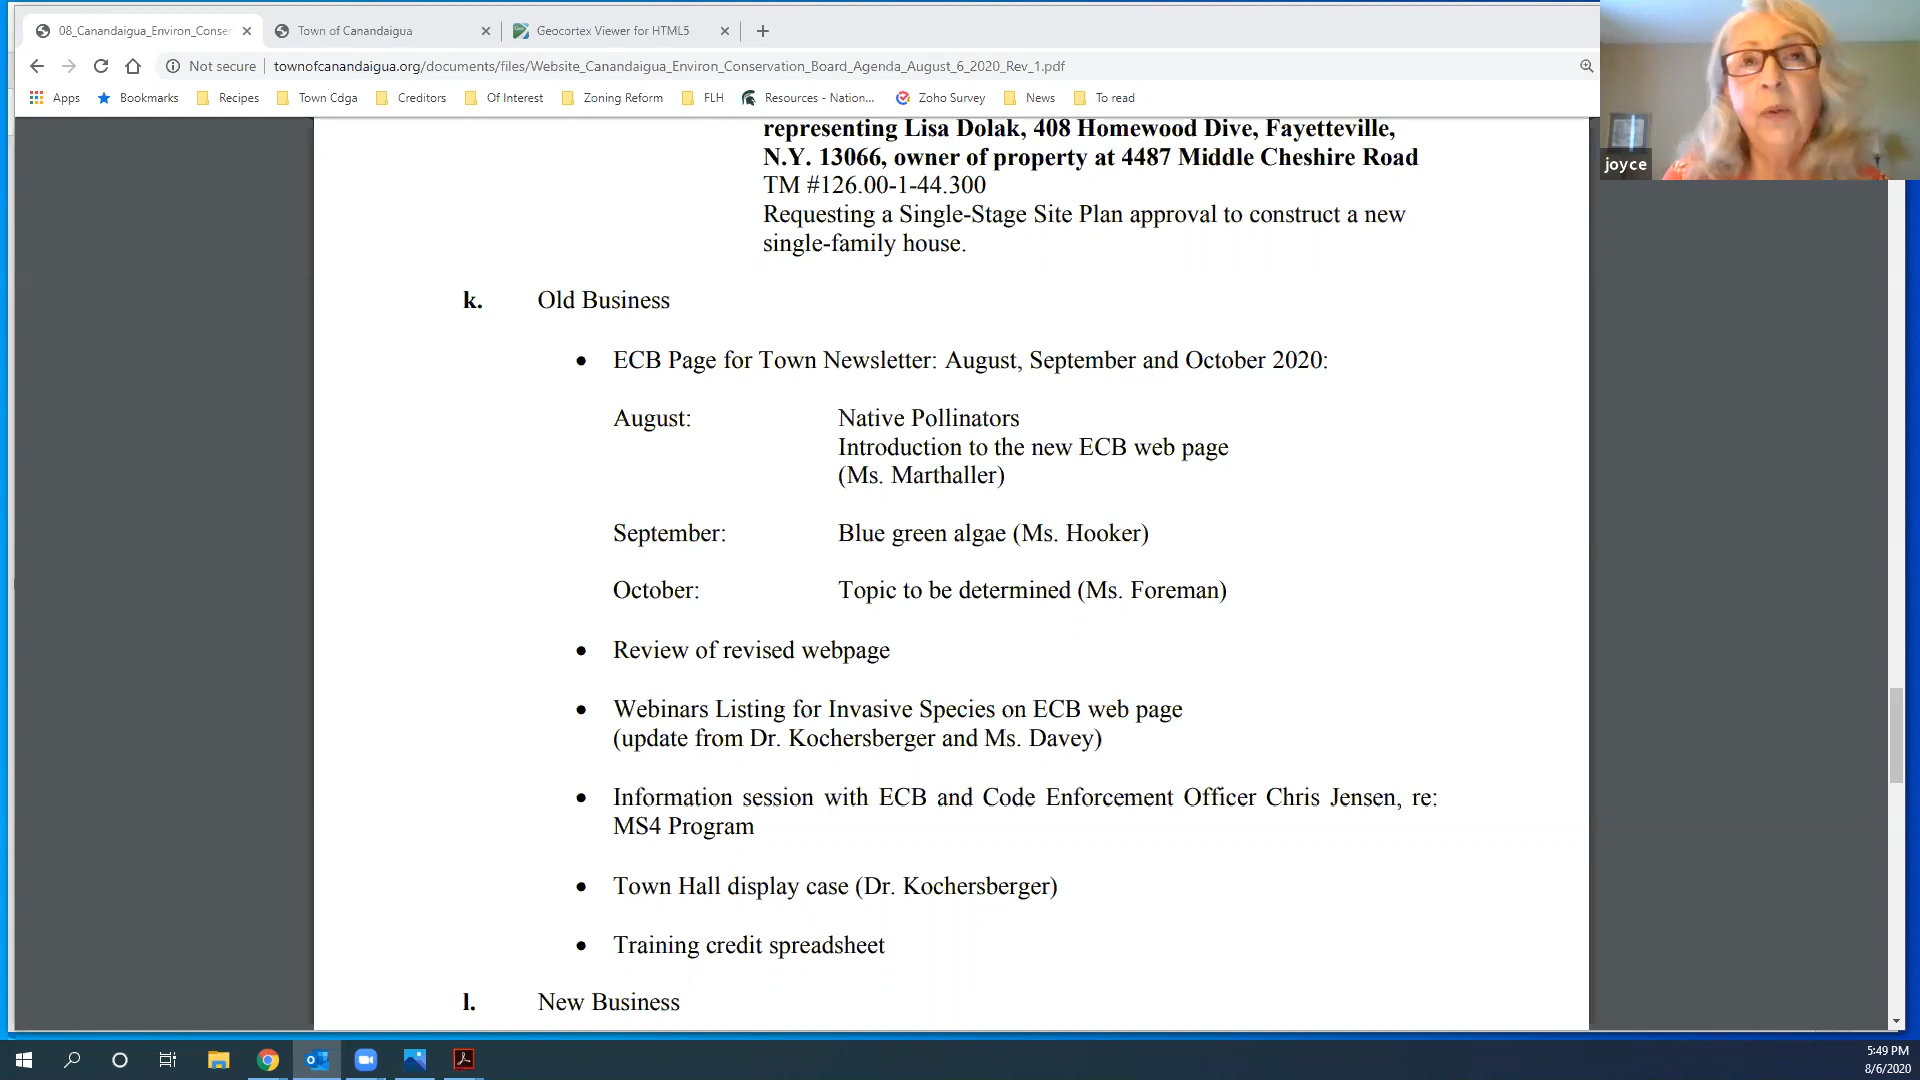 08_Canandaigua_Environ_Conse
Town of Canandaigua
Geocortex Viewer for HTML5
Not secure
townofcanandaigua.org/documents/files/Website_Canandaigua_Environ_Conservation_Board_Agenda_August_6_2020_Rev_1.pdf
Apps
Bookmarks
Recipes
Town Cdga
Creditors
Of Interest
Zoning Reform
FLH
Resources - Nation...
Zoho Survey
News
To read
joyce
representing Lisa Dolak, 408 Homewood Dive, Fayetteville,
N.Y. 13066, owner of property at 4487 Middle Cheshire Road
TM #126.00-1-44.300
Requesting a Single-Stage Site Plan approval to construct a new
single-family house.
k. Old Business
• ECB Page for Town Newsletter: August, September and October 2020:
August: Native Pollinators
Introduction to the new ECB web page
(Ms. Marthaller)
September: Blue green algae (Ms. Hooker)
October: Topic to be determined (Ms. Foreman)
• Review of revised webpage
• Webinars Listing for Invasive Species on ECB web page
(update from Dr. Kochersberger and Ms. Davey)
• Information session with ECB and Code Enforcement Officer Chris Jensen, re:
MS4 Program
• Town Hall display case (Dr. Kochersberger)
• Training credit spreadsheet
l. New Business
5:49 PM
8/6/2020